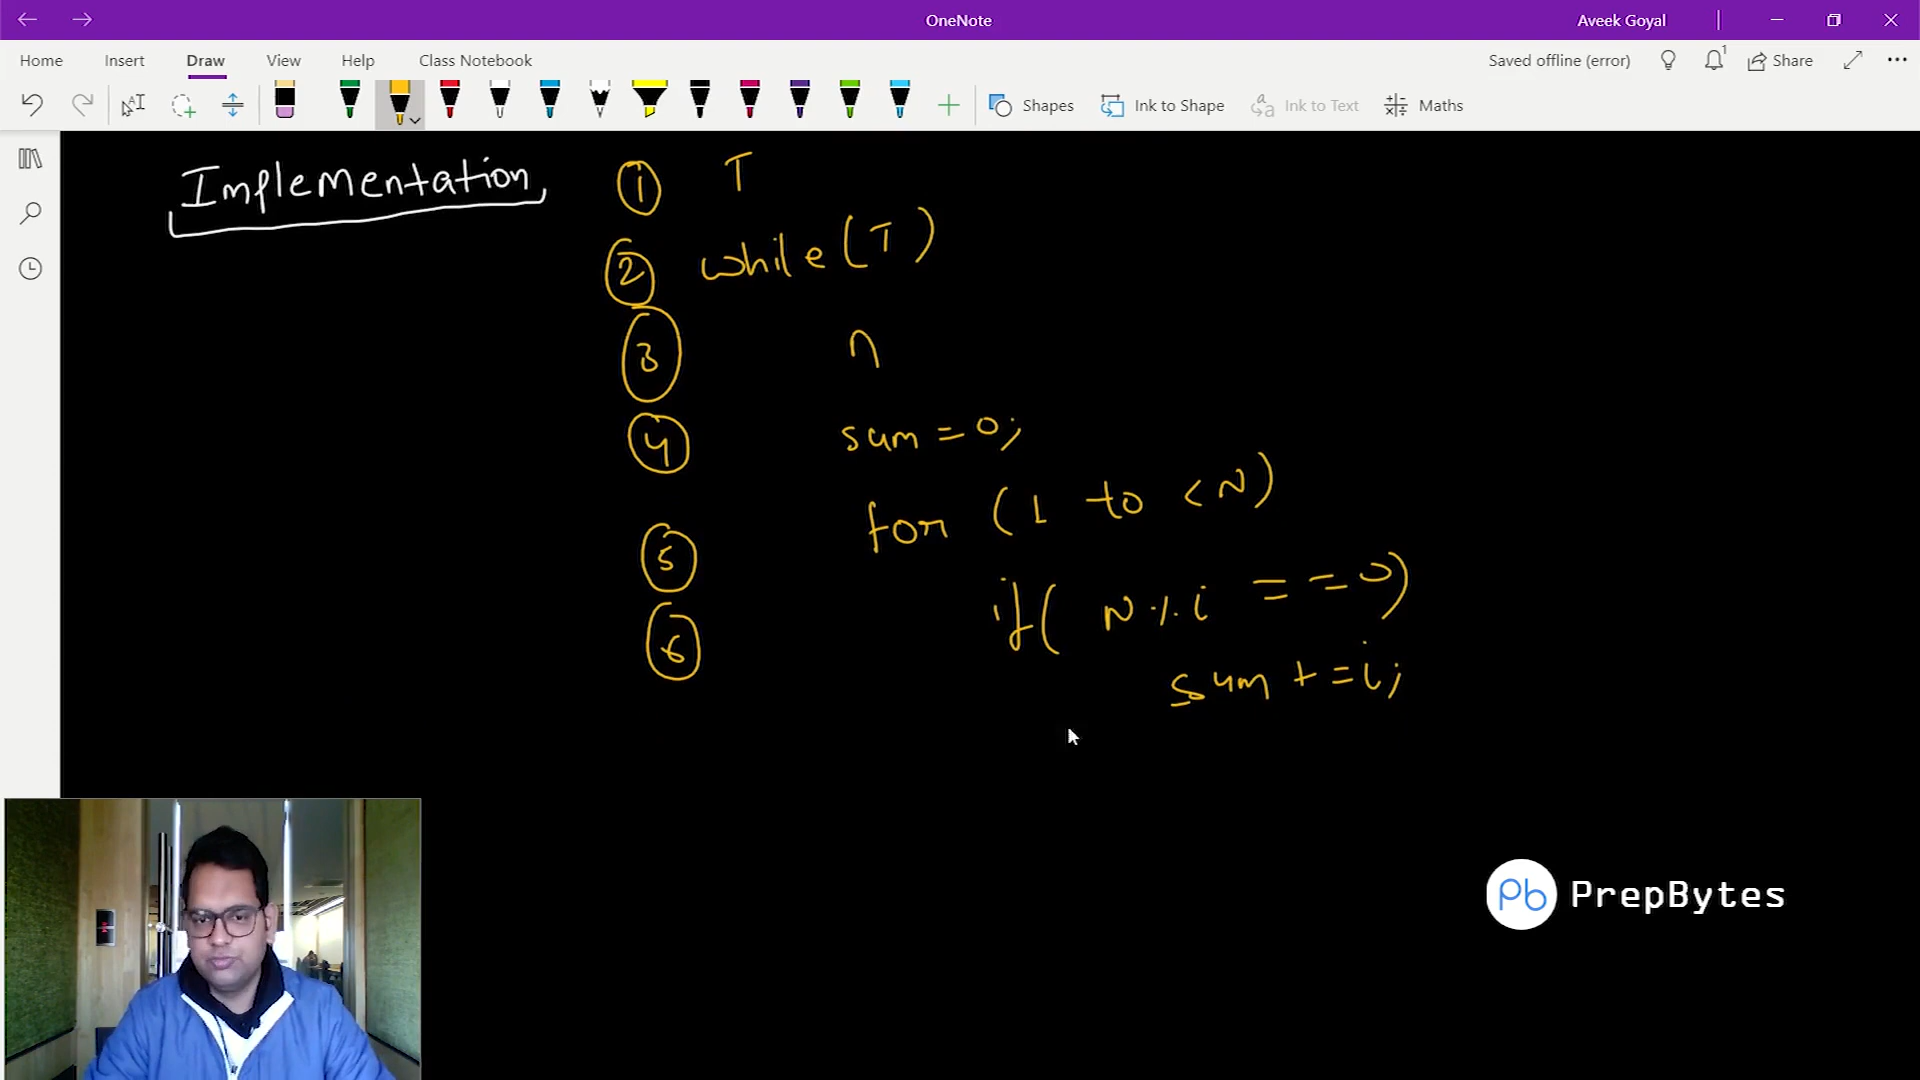 OneNote
Aveek Goyal
Home Insert Draw View Help Class Notebook
Saved offline (error) 1 Share
Shapes Ink to Shape Ink to Text Maths
Implementation
1 T
2 while (T)
3 n
4 sum = 0;
for (1 to < N)
5
if( N % i == 0)
6
sum += i;
Pb PrepBytes